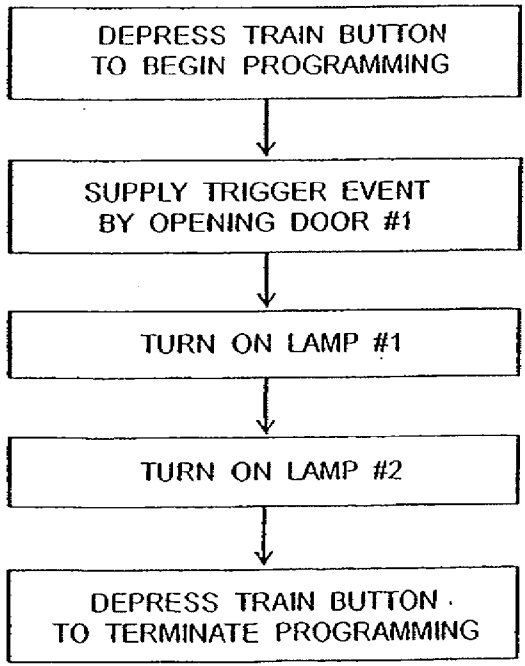 DEPRESS TRAIN BUTTON
TO BEGIN PROGRAMMING
SUPPLY TRIGGER EVENT
BY OPENING DOOR #1
TURN ON LAMP #1
TURN ON LAMP #2
DEPRESS TRAIN BUTTON
TO TERMINATE PROGRAMMING